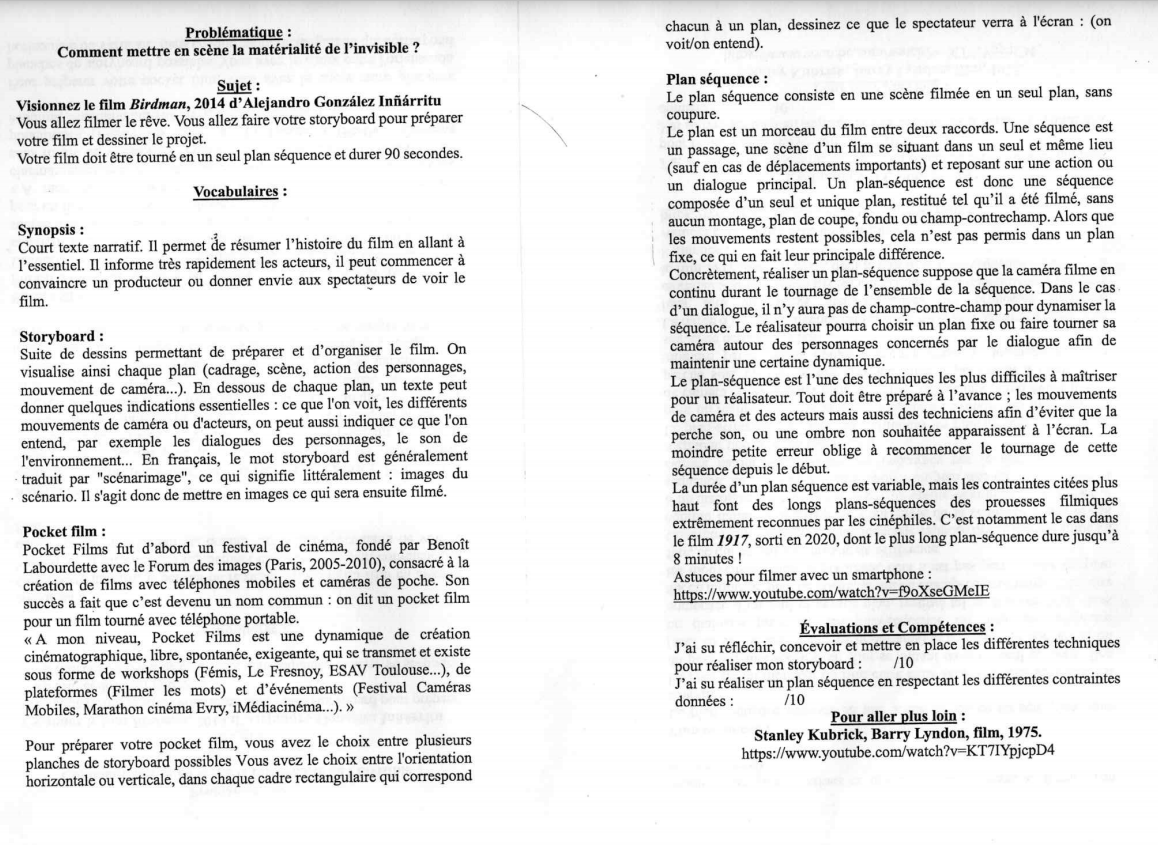 Problématique :
Comment mettre en scène la matérialité de l'invisible ?
Sujet :
Visionnez le film Birdman, 2014 d'Alejandro González Iñárritu
Vous allez filmer le rêve. Vous allez faire votre storyboard pour préparer
votre film et dessiner le projet.
Votre film doit être tourné en un seul plan séquence et durer 90 secondes.
Vocabulaires :
Synopsis :
Court texte narratif. Il permet de résumer l'histoire du film en allant à
l'essentiel. Il informe très rapidement les acteurs, il peut commencer à
convaincre un producteur ou donner envie aux spectateurs de voir le
film.
Storyboard :
Suite de dessins permettant de préparer et d'organiser le film. On
visualise ainsi chaque plan (cadrage, scène, action des personnages,
mouvement de caméra...). En dessous de chaque plan, un texte peut
donner quelques indications essentielles : ce que l'on voit, les différents
mouvements de caméra ou d'acteurs, on peut aussi indiquer ce que l'on
entend, par exemple les dialogues des personnages, le son de
l'environnement... En français, le mot storyboard est généralement
traduit par "scénarimage", ce qui signifie littéralement : images du
scénario. Il s'agit donc de mettre en images ce qui sera ensuite filmé.
Pocket film :
Pocket Films fut d'abord un festival de cinéma, fondé par Benoît
Labourdette avec le Forum des images (Paris, 2005-2010), consacré à la
création de films avec téléphones mobiles et caméras de poche. Son
succès a fait que c'est devenu un nom commun : on dit un pocket film
pour un film tourné avec téléphone portable.
« A mon niveau, Pocket Films est une dynamique de création
cinématographique, libre, spontanée, exigeante, qui se transmet et existe
sous forme de workshops (Fémis, Le Fresnoy, ESAV Toulouse...), de
plateformes (Filmer les mots) et d'événements (Festival Caméras
Mobiles, Marathon cinéma Evry, iMédiacinéma...). »
Pour préparer votre pocket film, vous avez le choix entre plusieurs
planches de storyboard possibles Vous avez le choix entre l'orientation
horizontale ou verticale, dans chaque cadre rectangulaire qui correspond
chacun à un plan, dessinez ce que le spectateur verra à l'écran : (on
voit/on entend).
Plan séquence :
Le plan séquence consiste en une scène filmée en un seul plan, sans
coupure.
Le plan est un morceau du film entre deux raccords. Une séquence est
un passage, une scène d'un film se situant dans un seul et même lieu
(sauf en cas de déplacements importants) et reposant sur une action ou
un dialogue principal. Un plan-séquence est donc une séquence
composée d'un seul et unique plan, restitué tel qu'il a été filmé, sans
aucun montage, plan de coupe, fondu ou champ-contrechamp. Alors que
les mouvements restent possibles, cela n'est pas permis dans un plan
fixe, ce qui en fait leur principale différence.
Concrètement, réaliser un plan-séquence suppose que la caméra filme en
continu durant le tournage de l'ensemble de la séquence. Dans le cas
d'un dialogue, il n'y aura pas de champ-contre-champ pour dynamiser la
séquence. Le réalisateur pourra choisir un plan fixe ou faire tourner sa
caméra autour des personnages concernés par le dialogue afin de
maintenir une certaine dynamique.
Le plan-séquence est l'une des techniques les plus difficiles à maîtriser
pour un réalisateur. Tout doit être préparé à l'avance ; les mouvements
de caméra et des acteurs mais aussi des techniciens afin d'éviter que la
perche son, ou une ombre non souhaitée apparaissent à l'écran. La
moindre petite erreur oblige à recommencer le tournage de cette
séquence depuis le début.
La durée d'un plan séquence est variable, mais les contraintes citées plus
haut font des longs plans-séquences des prouesses filmiques
extrêmement reconnues par les cinéphiles. C'est notamment le cas dans
le film 1917, sorti en 2020, dont le plus long plan-séquence dure jusqu'à
8 minutes !
Astuces pour filmer avec un smartphone :
https://www.youtube.com/watch?v=f9oXseGMeIE
Évaluations et Compétences :
J'ai su réfléchir, concevoir et mettre en place les différentes techniques
pour réaliser mon storyboard : /10
J'ai su réaliser un plan séquence en respectant les différentes contraintes
données : /10
Pour aller plus loin :
Stanley Kubrick, Barry Lyndon, film, 1975.
https://www.youtube.com/watch?v=KT7IYpjcpD4